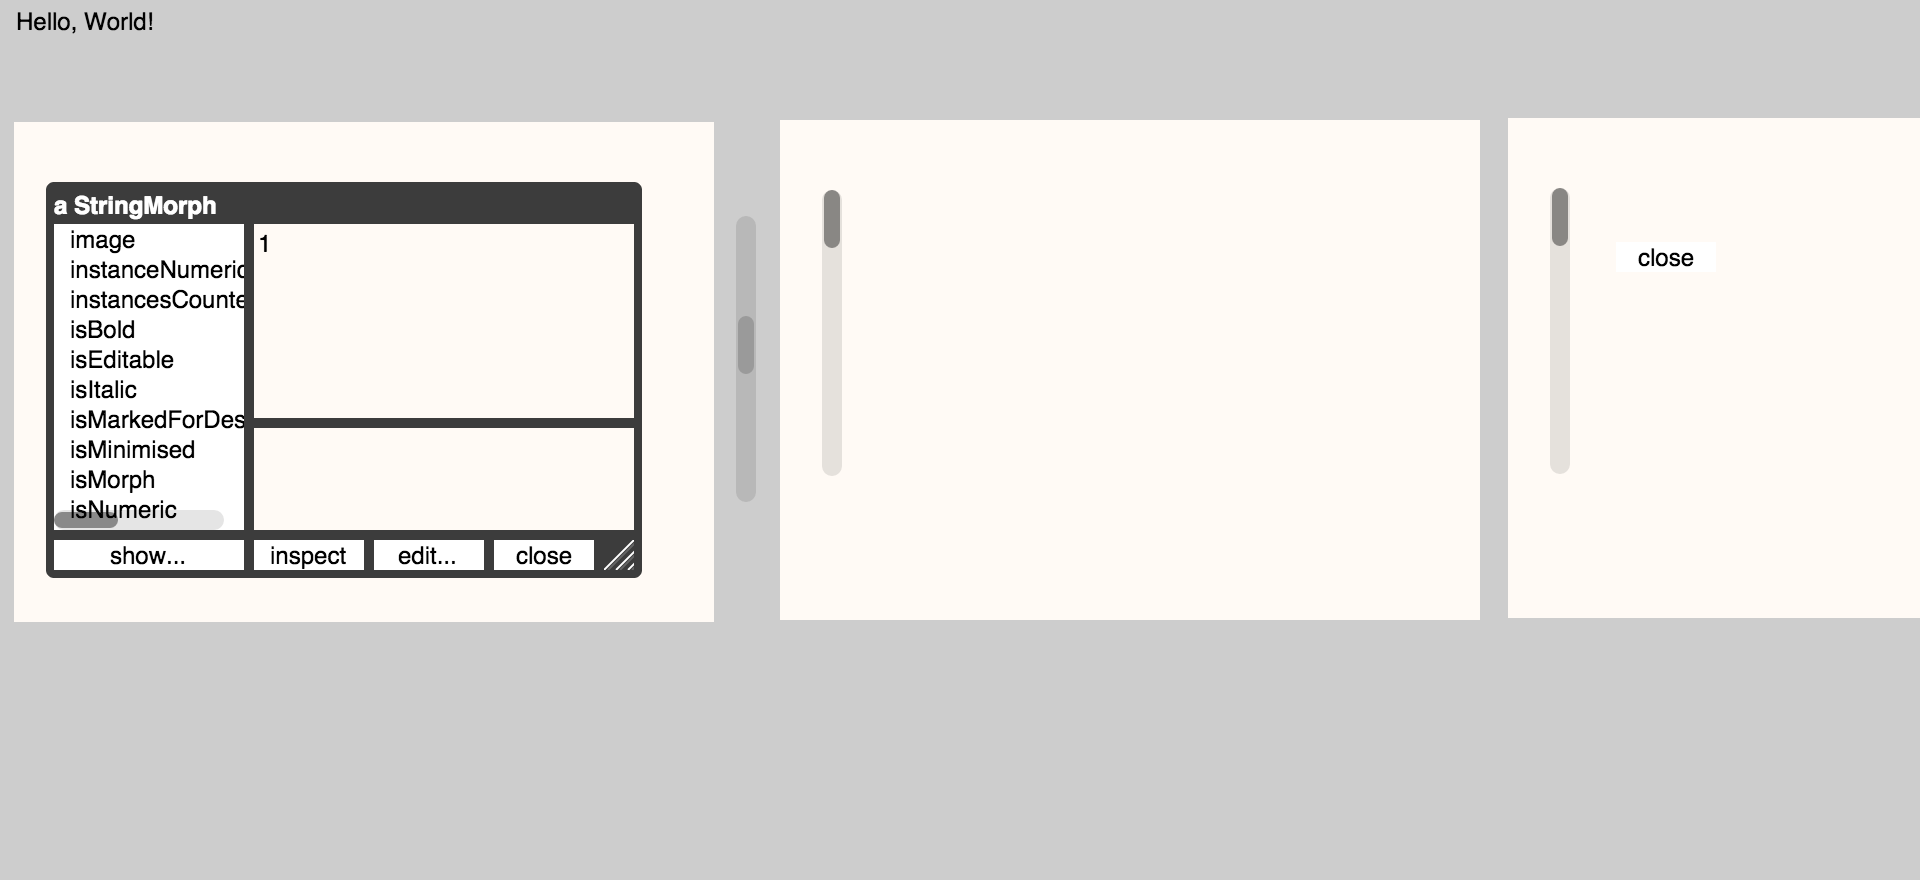 Hello, World!
a StringMorph
image
instanceNumeric
instancesCounte
isBold
isEditable
isItalic
isMarkedForDes
isMinimised
isMorph
isNumeric
1
show...
inspect
edit...
close
close